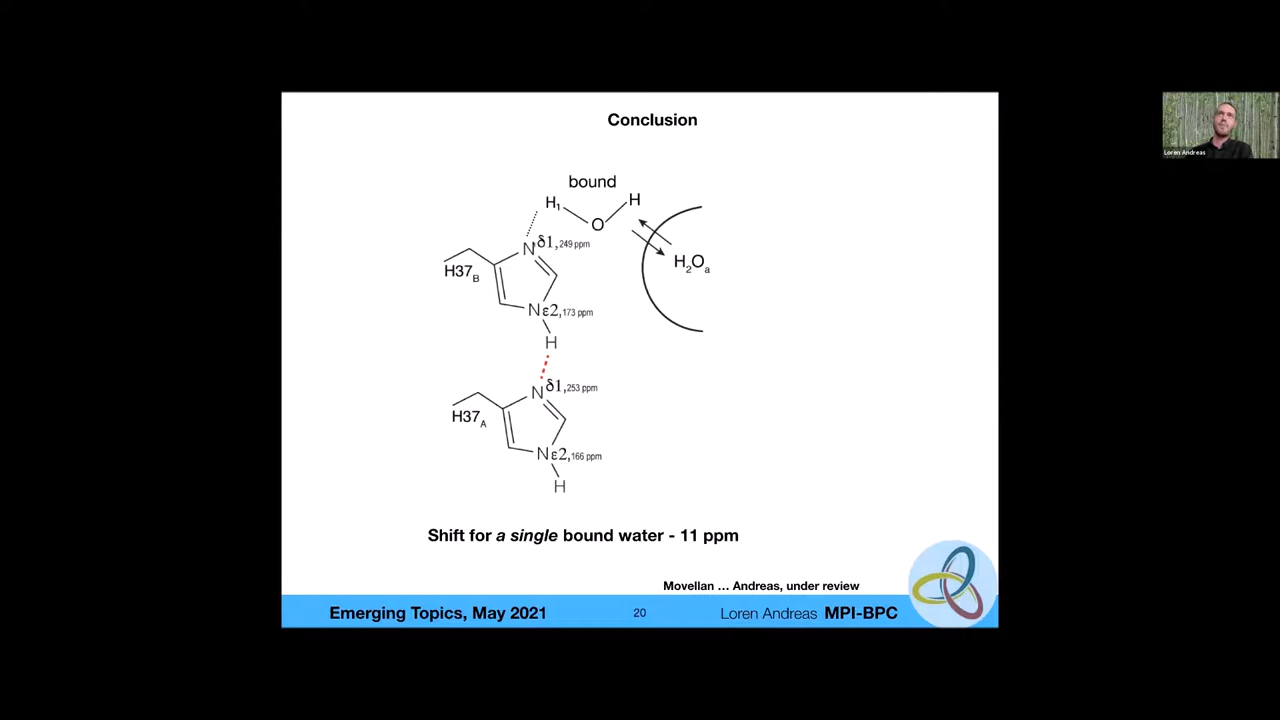 Conclusion
bound
H1
H
O
Nδ1, 249 ppm
H37B
H2Oa
Nε2, 173 ppm
H
Nδ1, 253 ppm
H37A
Nε2, 166 ppm
H
Shift for a single bound water - 11 ppm
Movellan ... Andreas, under review
Emerging Topics, May 2021
20
Loren Andreas MPI-BPC
Loren Andreas